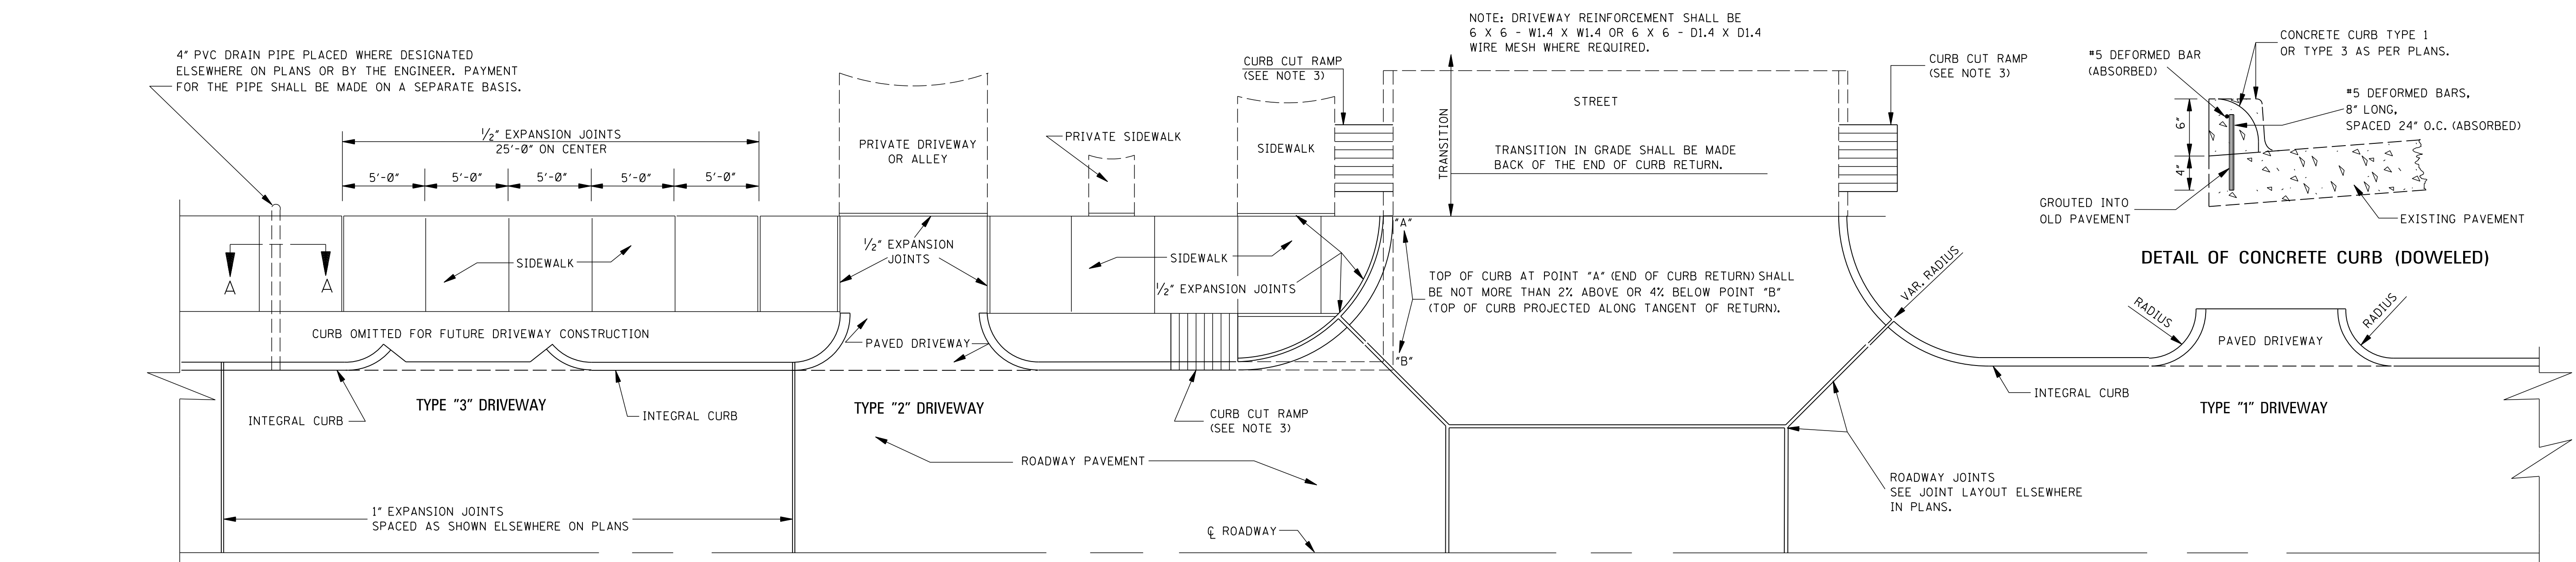 4" PVC DRAIN PIPE PLACED WHERE DESIGNATED
ELSEWHERE ON PLANS OR BY THE ENGINEER. PAYMENT
FOR THE PIPE SHALL BE MADE ON A SEPARATE BASIS.
1/2" EXPANSION JOINTS
25'-0" ON CENTER
5'-0"
5'-0"
5'-0"
5'-0"
5'-0"
PRIVATE DRIVEWAY
OR ALLEY
PRIVATE SIDEWALK
SIDEWALK
CURB CUT RAMP
(SEE NOTE 3)
NOTE: DRIVEWAY REINFORCEMENT SHALL BE
6 X 6 - W1.4 X W1.4 OR 6 X 6 - D1.4 X D1.4
WIRE MESH WHERE REQUIRED.
TRANSITION
STREET
TRANSITION IN GRADE SHALL BE MADE
BACK OF THE END OF CURB RETURN.
CURB CUT RAMP
(SEE NOTE 3)
#5 DEFORMED BAR
(ABSORBED)
CONCRETE CURB TYPE 1
OR TYPE 3 AS PER PLANS.
#5 DEFORMED BARS,
8" LONG,
SPACED 24" O.C. (ABSORBED)
6"
4"
GROUTED INTO
OLD PAVEMENT
EXISTING PAVEMENT
DETAIL OF CONCRETE CURB (DOWELED)
A
A
SIDEWALK
1/2" EXPANSION
JOINTS
SIDEWALK
1/2" EXPANSION JOINTS
"A"
TOP OF CURB AT POINT "A" (END OF CURB RETURN) SHALL
BE NOT MORE THAN 2% ABOVE OR 4% BELOW POINT "B"
(TOP OF CURB PROJECTED ALONG TANGENT OF RETURN).
"B"
VAR. RADIUS
RADIUS
RADIUS
CURB OMITTED FOR FUTURE DRIVEWAY CONSTRUCTION
PAVED DRIVEWAY
PAVED DRIVEWAY
INTEGRAL CURB
TYPE "3" DRIVEWAY
INTEGRAL CURB
TYPE "2" DRIVEWAY
CURB CUT RAMP
(SEE NOTE 3)
INTEGRAL CURB
TYPE "1" DRIVEWAY
ROADWAY PAVEMENT
ROADWAY JOINTS
SEE JOINT LAYOUT ELSEWHERE
IN PLANS.
1" EXPANSION JOINTS
SPACED AS SHOWN ELSEWHERE ON PLANS
℄ ROADWAY